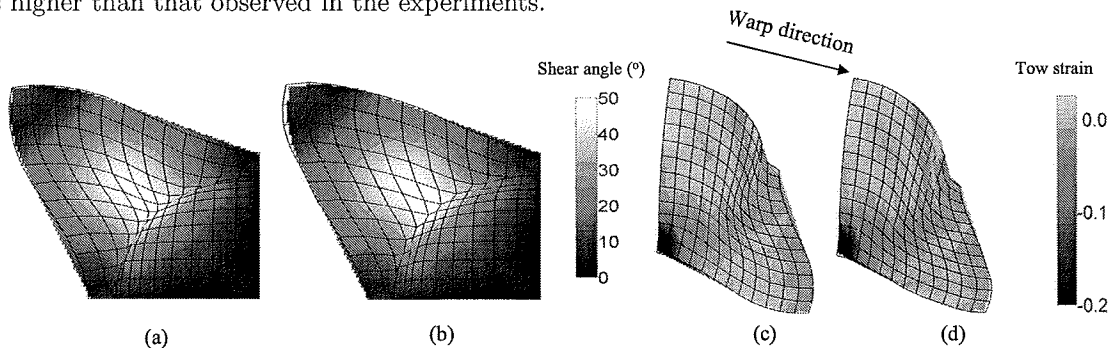 higher than that observed in the experiments.
Warp direction
Shear angle (°)
Tow strain
50
40
30
20
10
0
0.0
-0.1
-0.2
(a)
(b)
(c)
(d)